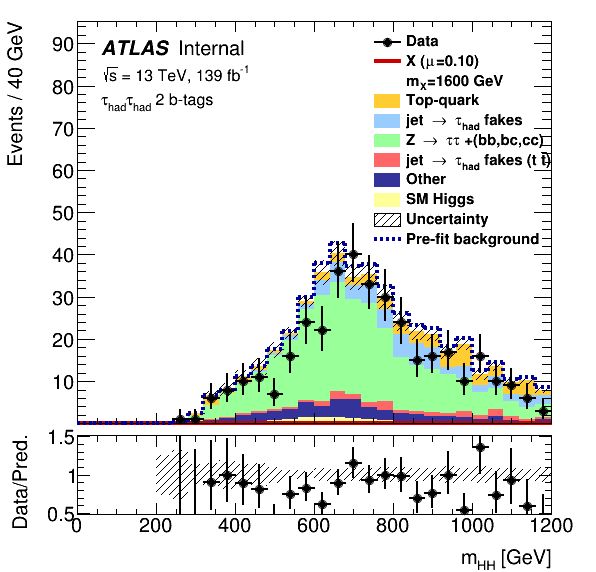 Events / 40 GeV
90
80
70
60
50
40
30
20
10
ATLAS Internal
√s = 13 TeV, 139 fb⁻¹
τhadτhad 2 b-tags
Data
X (μ=0.10)
mX=1600 GeV
Top-quark
jet → τhad fakes
Z → ττ +(bb,bc,cc)
jet → τhad fakes (t t̄)
Other
SM Higgs
Uncertainty
Pre-fit background
Data/Pred.
1.5
1
0.5
0 200 400 600 800 1000 1200
mHH [GeV]